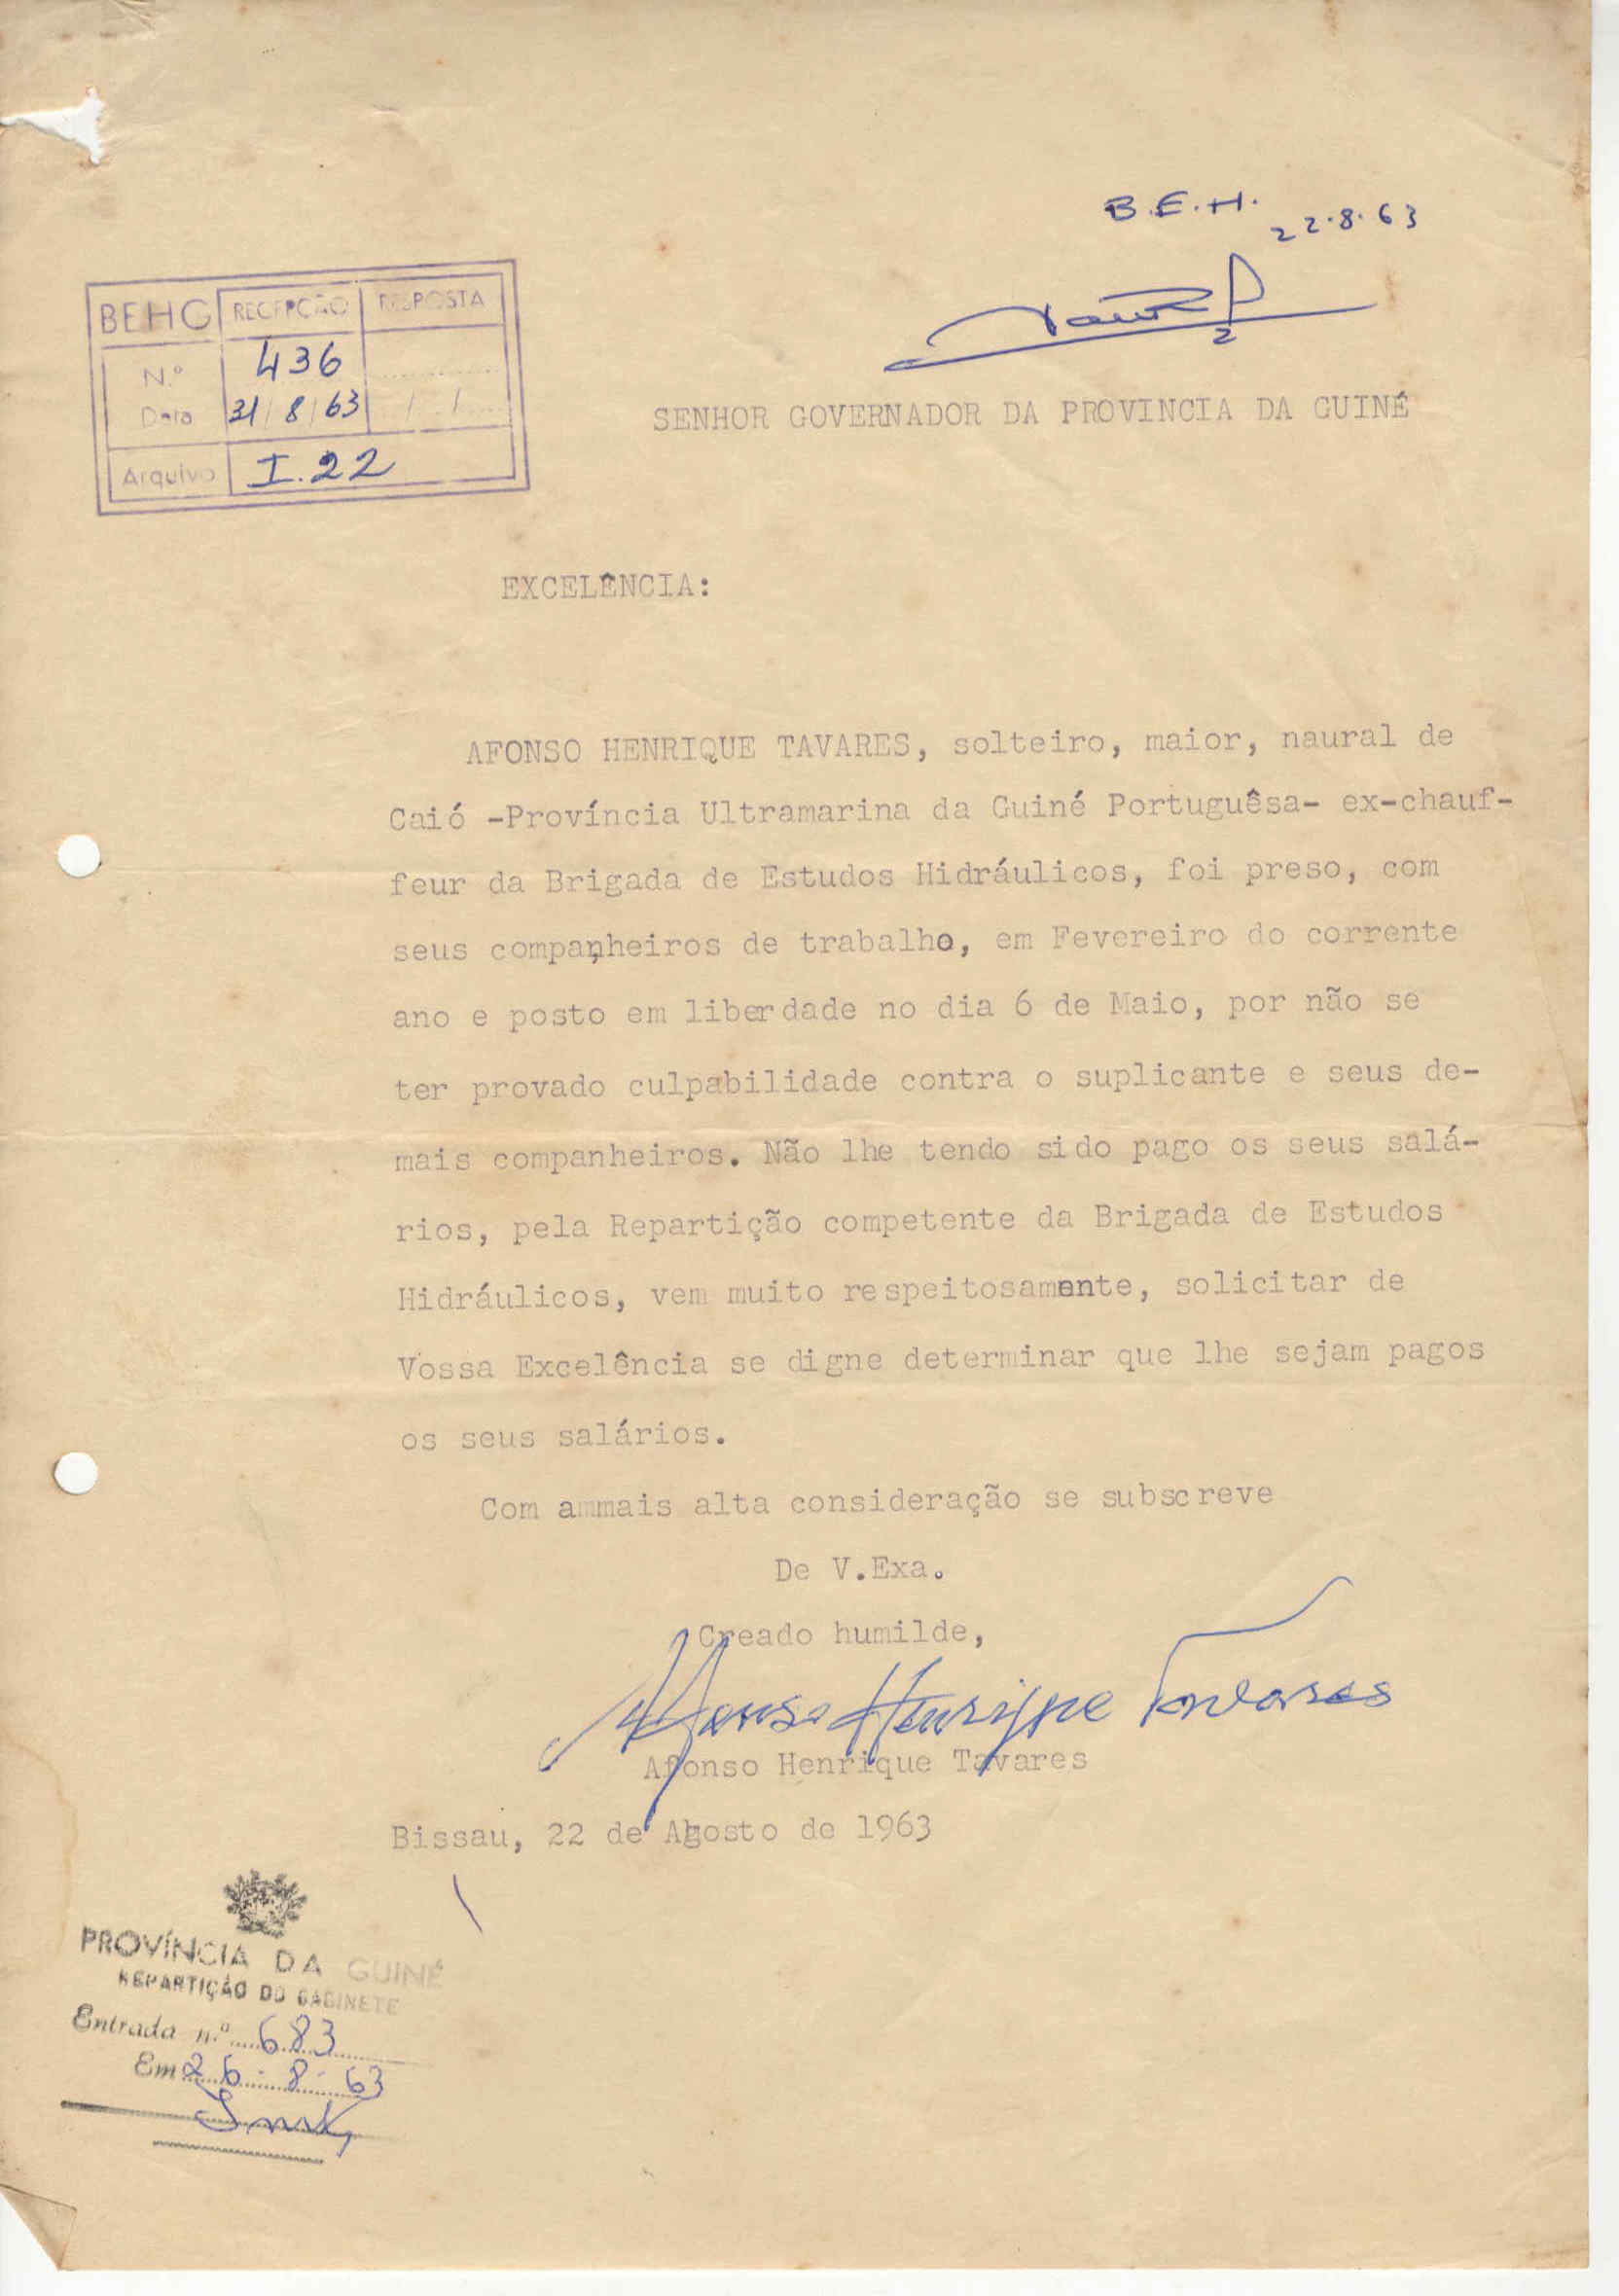 B.E.H.
22.8.63
BEHG RECEPÇÃO RESPOSTA
N.º 436
Data 31/8/63 / /
Arquivo I.22
SENHOR GOVERNADOR DA PROVINCIA DA GUINÉ
EXCELÊNCIA:
AFONSO HENRIQUE TAVARES, solteiro, maior, naural de
Caió -Província Ultramarina da Guiné Portuguêsa- ex-chauf-
feur da Brigada de Estudos Hidráulicos, foi preso, com
seus companheiros de trabalho, em Fevereiro do corrente
ano e posto em liberdade no dia 6 de Maio, por não se
ter provado culpabilidade contra o suplicante e seus de-
mais companheiros. Não lhe tendo sido pago os seus salá-
rios, pela Repartição competente da Brigada de Estudos
Hidráulicos, vem muito respeitosamente, solicitar de
Vossa Excelência se digne determinar que lhe sejam pagos
os seus salários.
Com ammais alta consideração se subscreve
De V.Exa.
Creado humilde,
Afonso Henrique Tavares
Afonso Henrique Tavares
Bissau, 22 de Agosto de 1963
PROVÍNCIA DA GUINÉ
REPARTIÇÃO DO GABINETE
Entrada n.º 683
Em 26-8-63